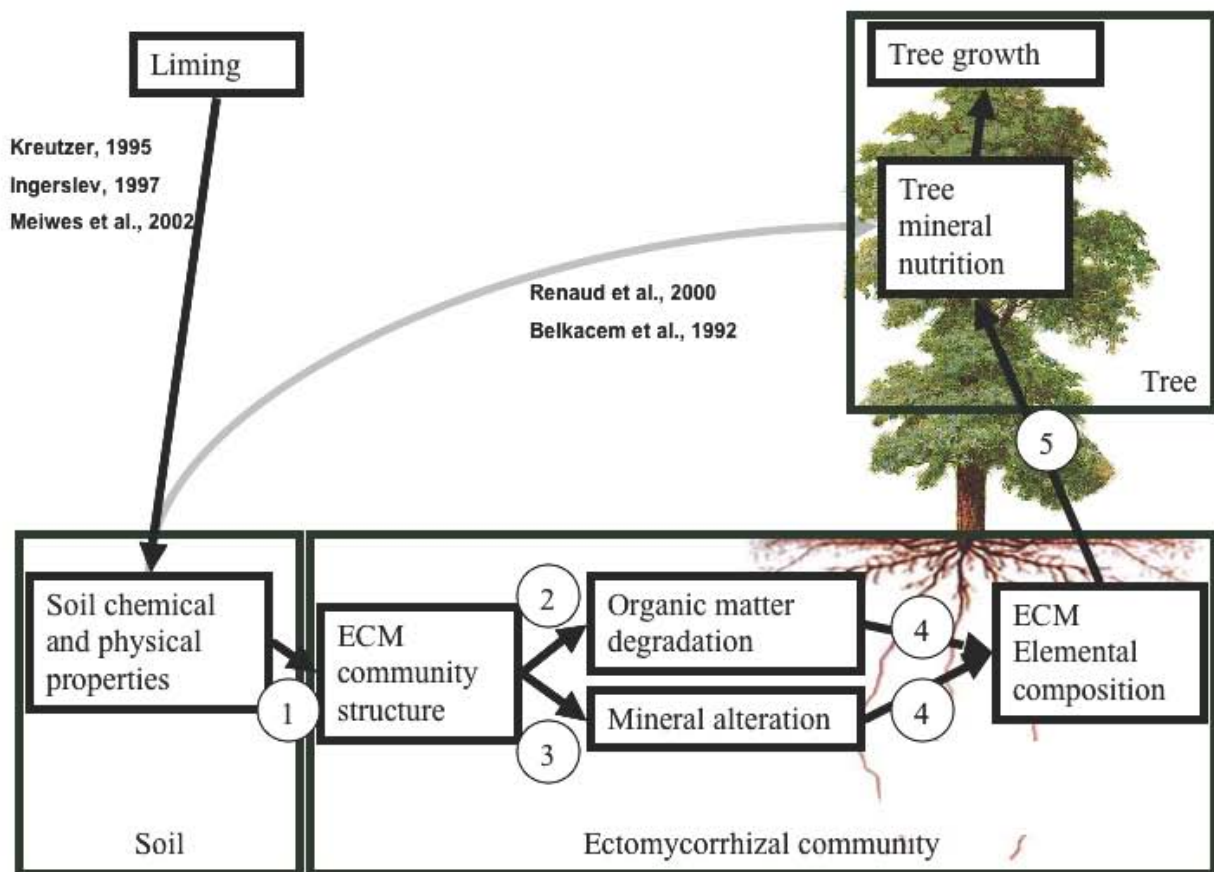 Liming
Kreutzer, 1995
Ingerslev, 1997
Meiwes et al., 2002
Tree growth
Tree
mineral
nutrition
Renaud et al., 2000
Belkacem et al., 1992
Tree
5
Soil chemical
and physical
properties
1
ECM
community
structure
2
3
Organic matter
degradation
Mineral alteration
4
4
ECM
Elemental
composition
Soil
Ectomycorrhizal community